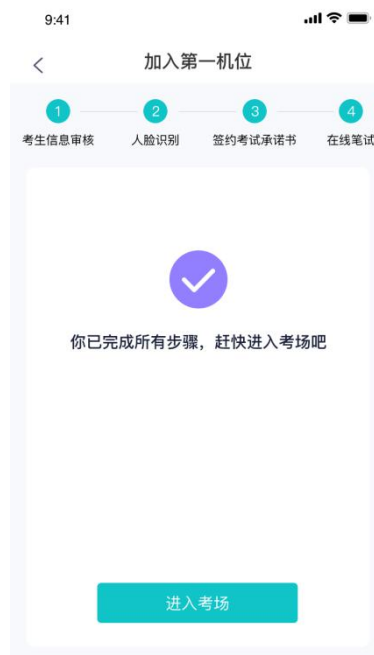 9:41
加入第一机位
1
2
3
4
考生信息审核
人脸识别
签约考试承诺书
在线笔试
你已完成所有步骤，赶快进入考场吧
进入考场